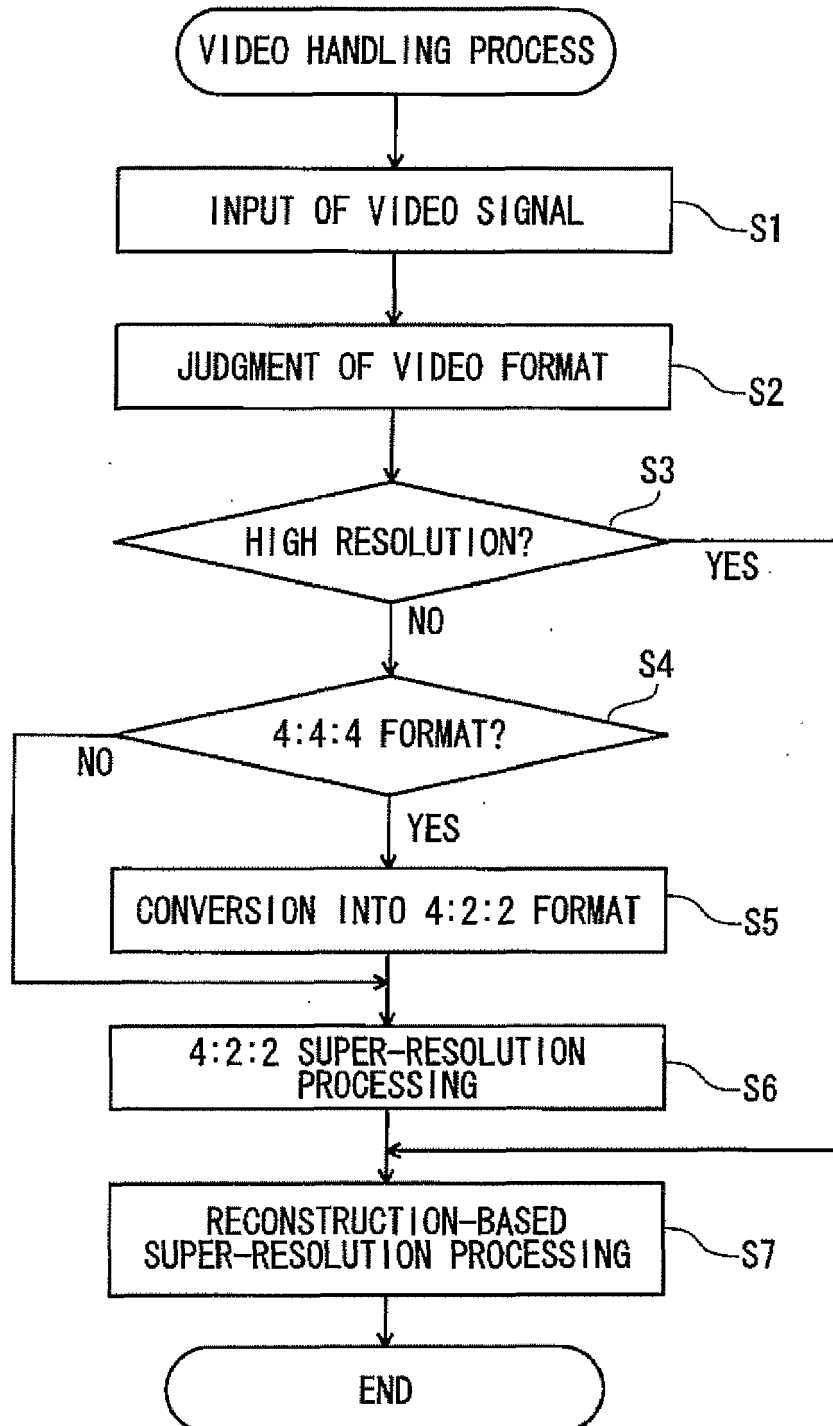 VIDEO HANDLING PROCESS
INPUT OF VIDEO SIGNAL
S1
JUDGMENT OF VIDEO FORMAT
S2
S3
HIGH RESOLUTION?
YES
NO
S4
4:4:4 FORMAT?
NO
YES
CONVERSION INTO 4:2:2 FORMAT
S5
4:2:2 SUPER-RESOLUTION
PROCESSING
S6
RECONSTRUCTION-BASED
SUPER-RESOLUTION PROCESSING
S7
END